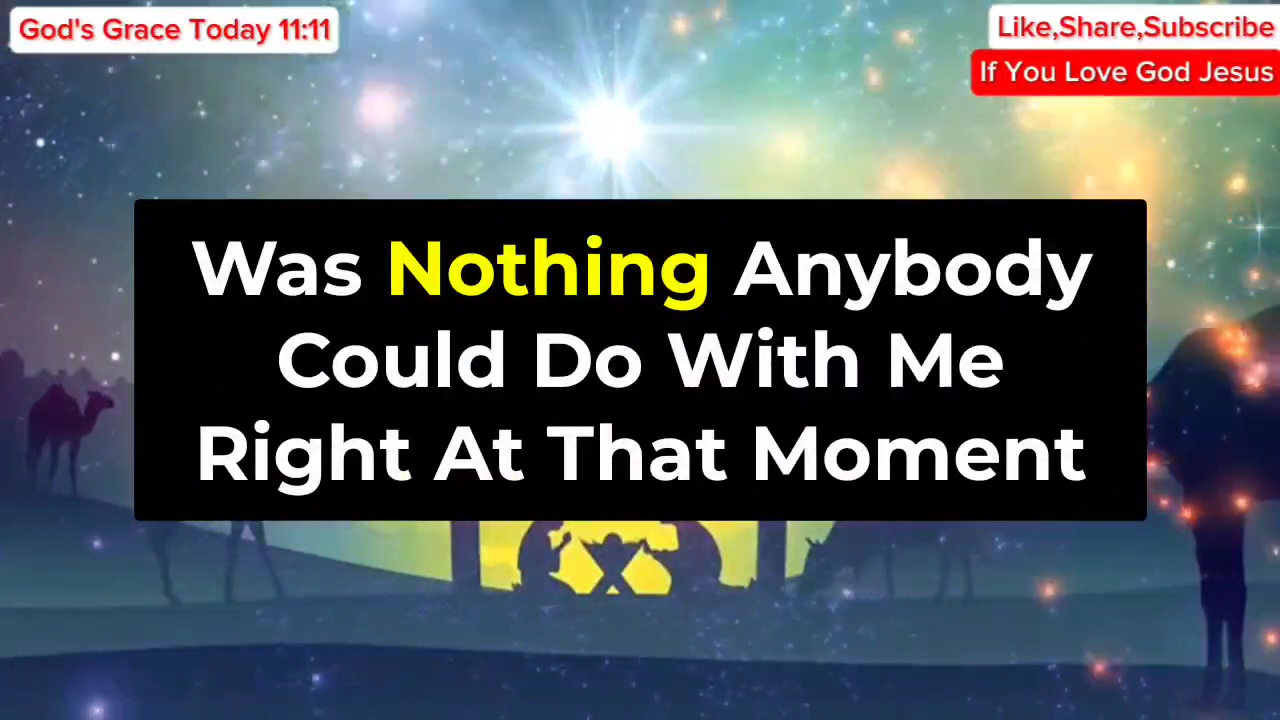 God's Grace Today 11:11
Like,Share,Subscribe
If You Love God Jesus
Was Nothing Anybody
Could Do With Me
Right At That Moment